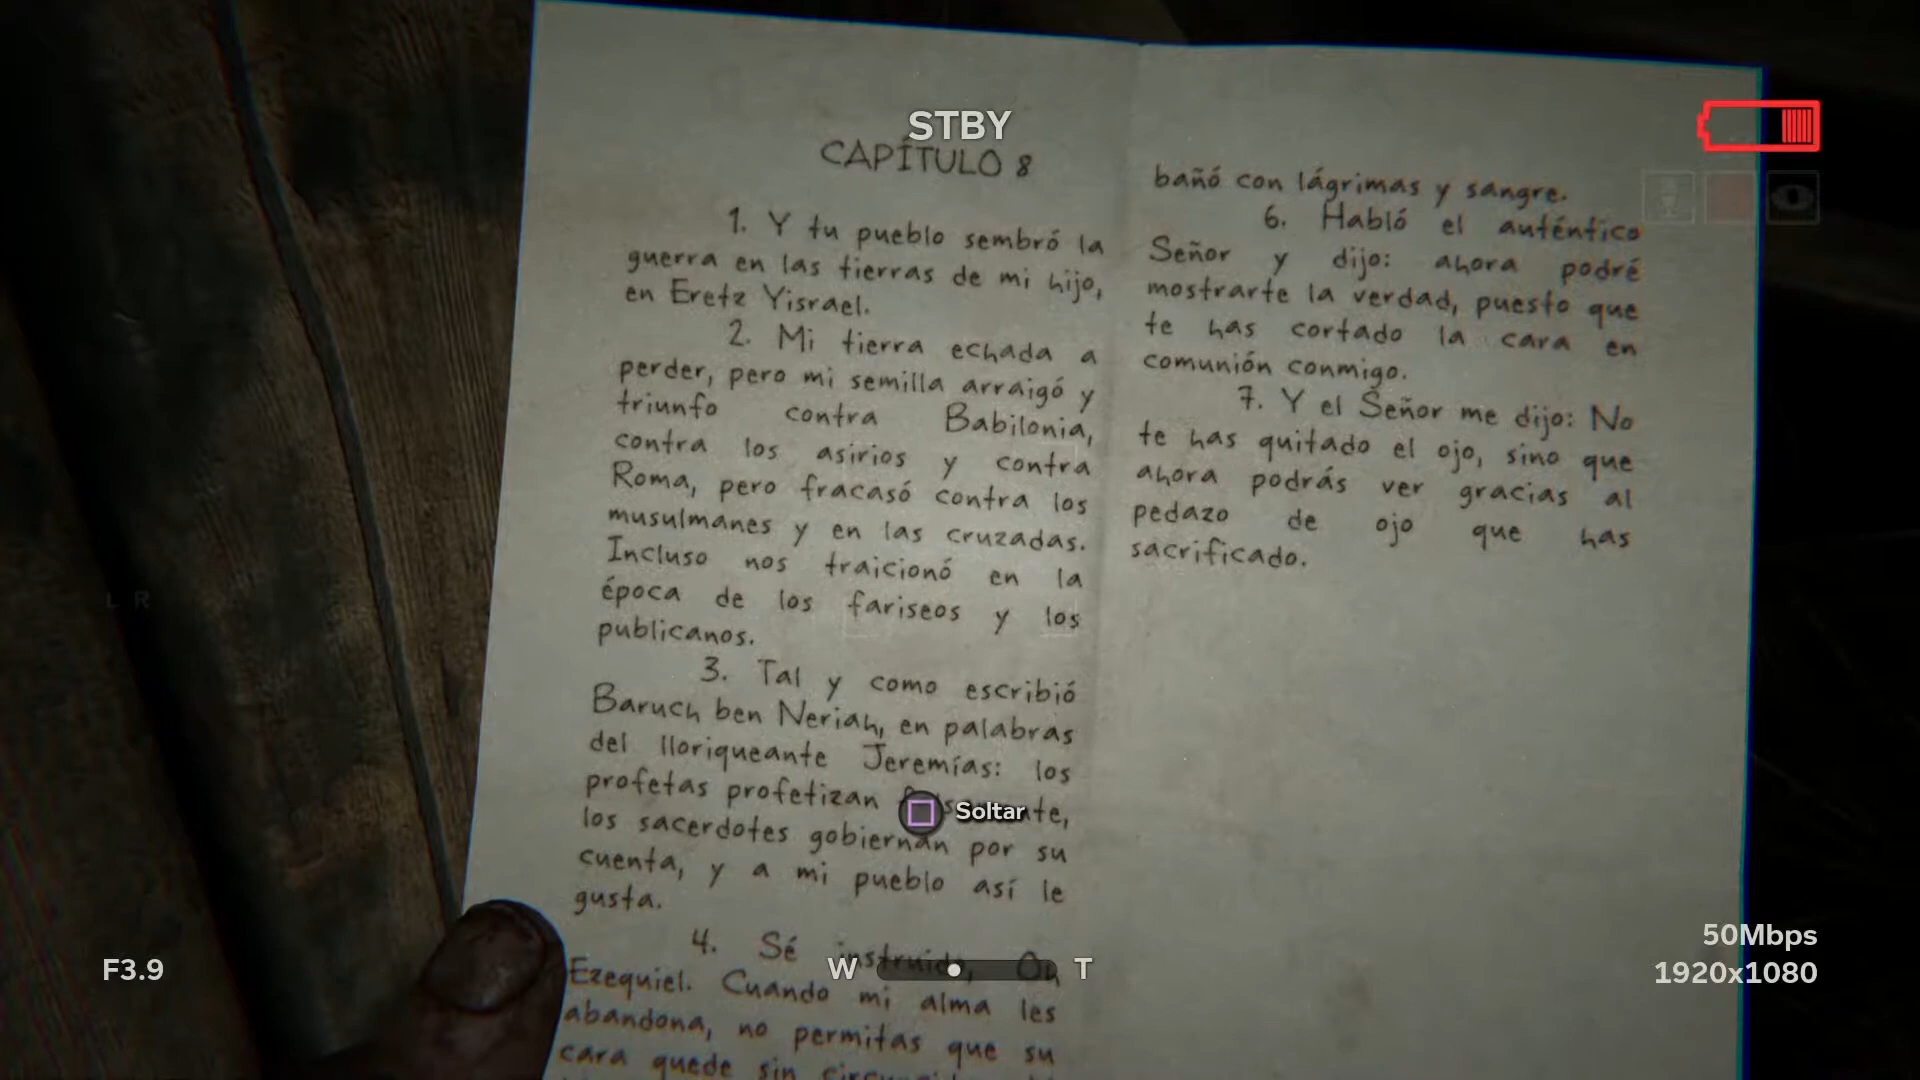 STBY
CAPÍTULO 8
1. Y tu pueblo sembró la
guerra en las tierras de mi hijo,
en Eretz Yisrael.
2. Mi tierra echada a
perder, pero mi semilla arraigó y
triunfo contra Babilonia,
contra los asirios y contra
Roma, pero fracasó contra los
musulmanes y en las cruzadas.
Incluso nos traicionó en la
época de los fariseos y los
publicanos.
3. Tal y como escribió
Baruch ben Neriah, en palabras
del lloriqueante Jeremías: los
profetas profetizan
los sacerdotes gobiernan por su
cuenta, y a mi pueblo así le
gusta.
4. Sé instruido, Oh
Ezequiel. Cuando mi alma les
abandona, no permitas que su
cara quede sin
bañó con lágrimas y sangre.
6. Habló el auténtico
Señor y dijo: ahora podré
mostrarte la verdad, puesto que
te has cortado la cara en
comunión conmigo.
7. Y el Señor me dijo: No
te has quitado el ojo, sino que
ahora podrás ver gracias al
pedazo de ojo que has
sacrificado.
L R
Soltar
F3.9
W T
50Mbps
1920x1080